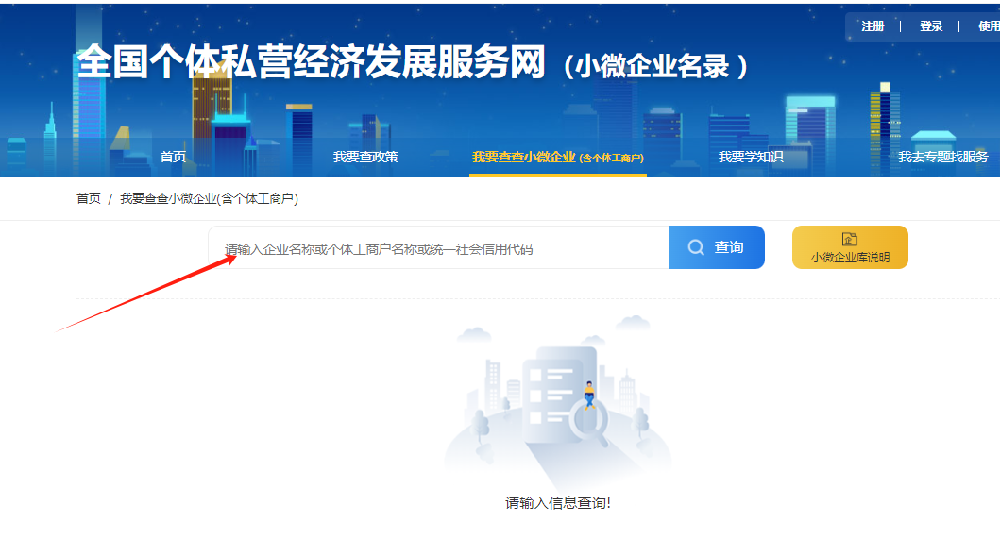 注册 | 登录 | 使用
全国个体私营经济发展服务网 (小微企业名录 )
首页 我要查政策 我要查查小微企业 (含个体工商户) 我要学知识 我去专题找服务
首页 / 我要查查小微企业(含个体工商户)
请输入企业名称或个体工商户名称或统一社会信用代码 查询
企
小微企业库说明
请输入信息查询!